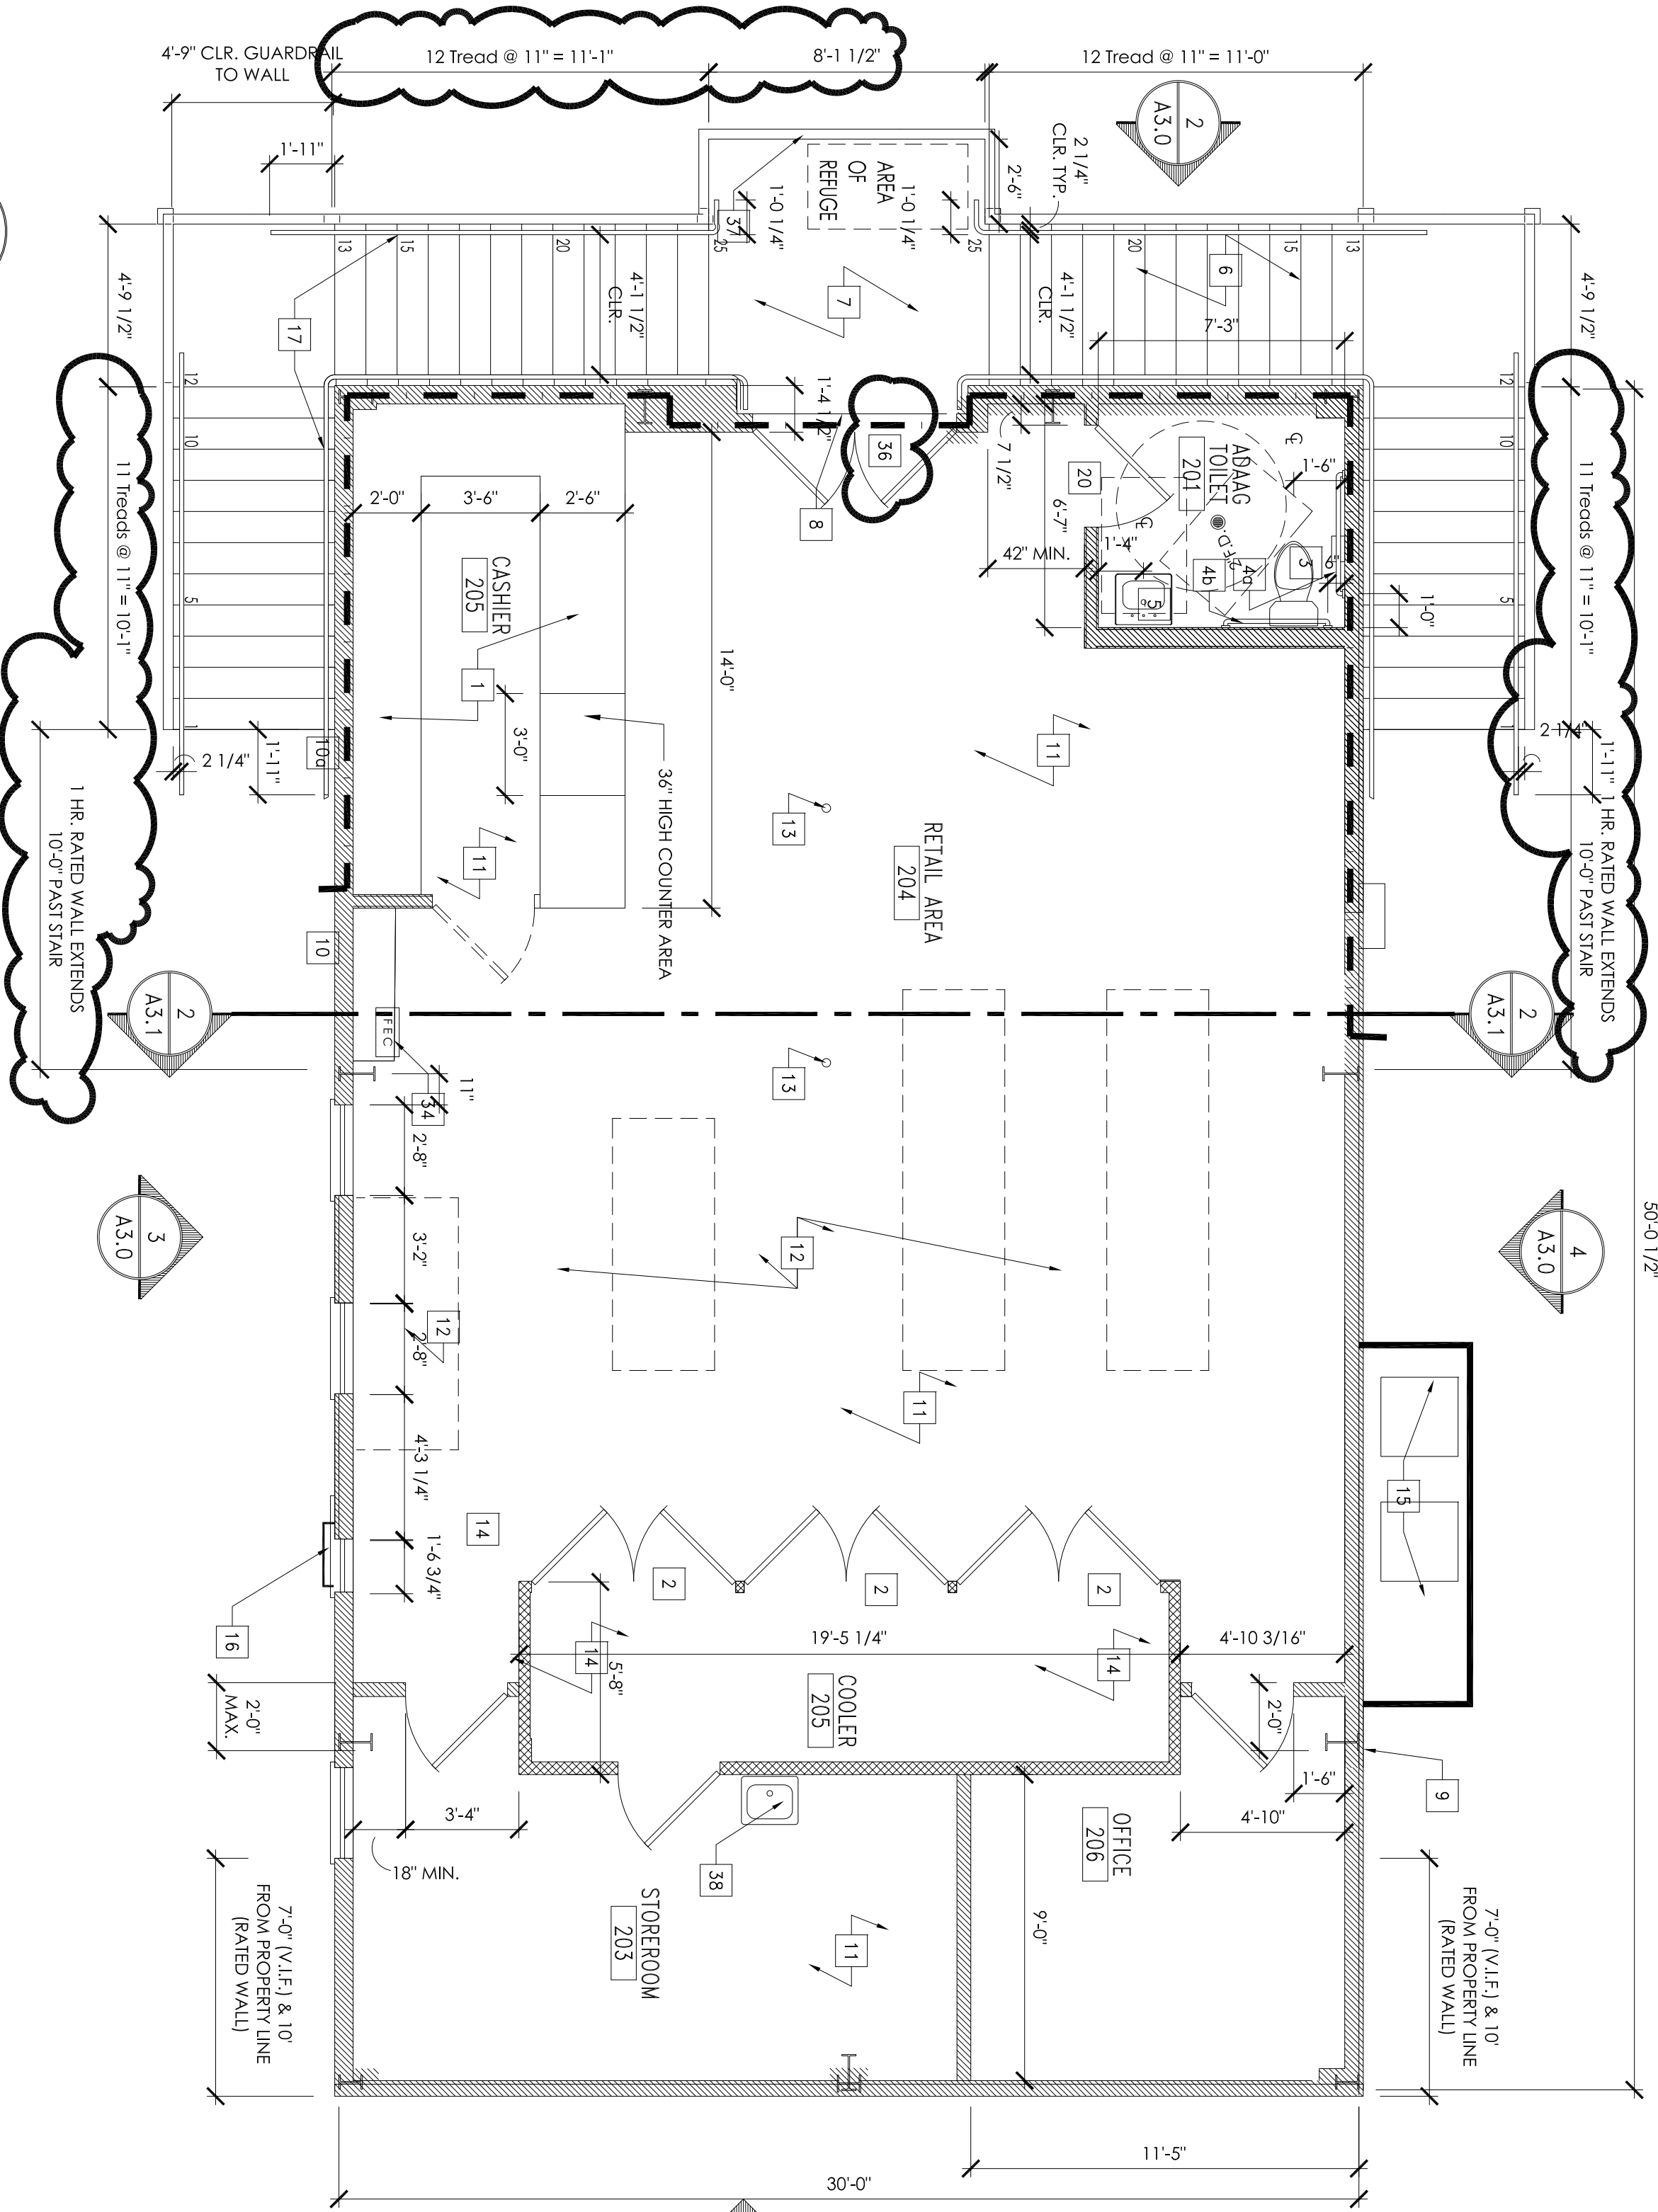 4'-9" CLR. GUARDRAIL
TO WALL
12 Tread @ 11" = 11'-1"
8'-1 1/2"
12 Tread @ 11" = 11'-0"
2
A3.0
1'-11"
2 1/4"
CLR. TYP.
2'-6"
AREA
OF
REFUGE
1'-0 1/4"
1'-0 1/4"
37
13
15
20
25
25
20
15
13
6
7
17
4'-9 1/2"
4'-1 1/2"
CLR.
4'-1 1/2"
CLR.
7'-3"
4'-9 1/2"
12
10
5
1
12
10
5
1
11 Treads @ 11" = 10'-1"
11 Treads @ 11" = 10'-1"
1'-4 1/2"
36
8
7 1/2"
20
6'-7"
42" MIN.
ADAAG
TOILET
201
1'-6"
2" F.D.
1'-4"
4b
4a
3
6"
5
1'-0"
2'-0"
3'-6"
2'-6"
CASHIER
205
1
3'-0"
14'-0"
36" HIGH COUNTER AREA
11
11
13
RETAIL AREA
204
10a
10
2 1/4"
1'-11"
2 1/4"
1'-11"
1 HR. RATED WALL EXTENDS
10'-0" PAST STAIR
1 HR. RATED WALL EXTENDS
10'-0" PAST STAIR
2
A3.1
2
A3.1
FEC
34
11"
13
2'-8"
3'-2"
2'-8"
4'-3 1/4"
1'-6 3/4"
3
A3.0
4
A3.0
50'-0 1/2"
12
12
11
15
14
2
2
2
16
14
5'-8"
19'-5 1/4"
14
4'-10 3/16"
COOLER
205
2'-0"
MAX.
2'-0"
1'-6"
9
3'-4"
4'-10"
18" MIN.
38
OFFICE
206
STOREROOM
203
11
9'-0"
7'-0" (V.I.F.) & 10'
FROM PROPERTY LINE
(RATED WALL)
7'-0" (V.I.F.) & 10'
FROM PROPERTY LINE
(RATED WALL)
11'-5"
30'-0"